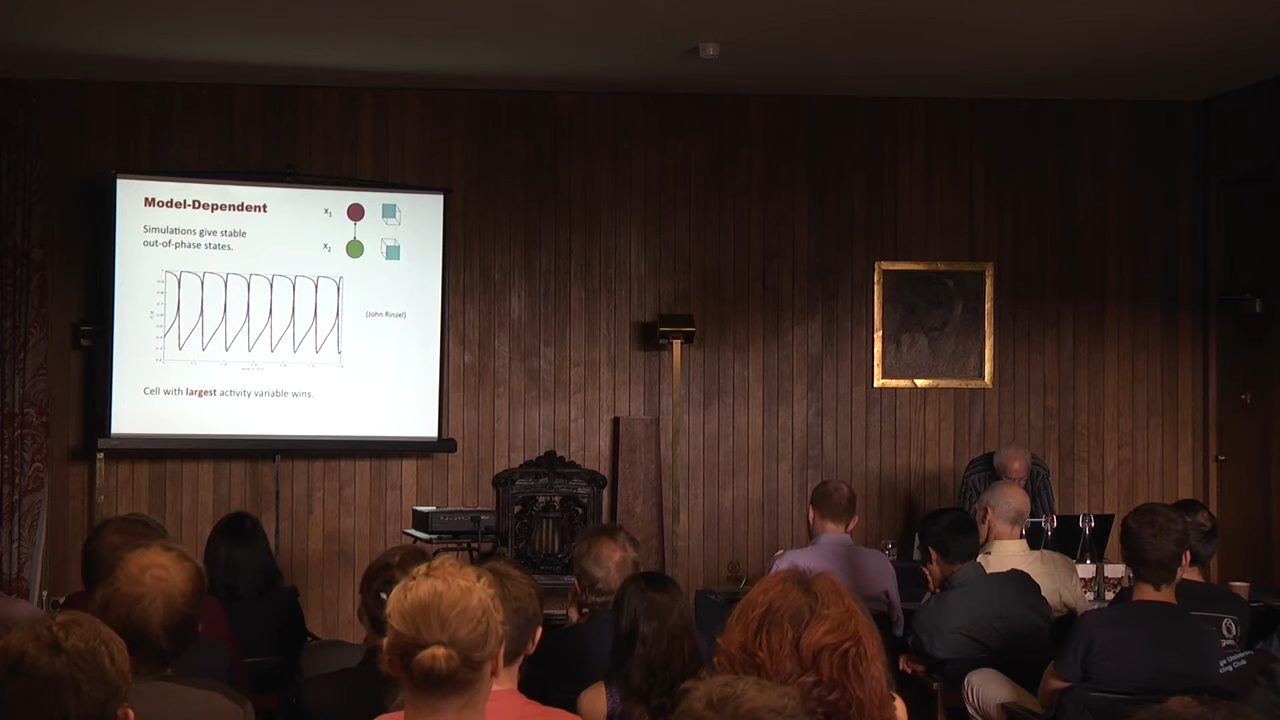 Model-Dependent
x₁
Simulations give stable
out-of-phase states.
x₂
(John Rinzel)
Cell with largest activity variable wins.